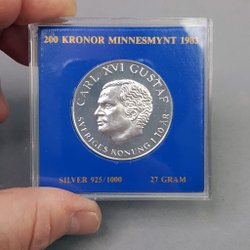 200 KRONOR MINNESMYNT 1983
CARL XVI GUSTAF
SVERIGES KONUNG I 10 ÅR
SILVER 925/1000 27 GRAM